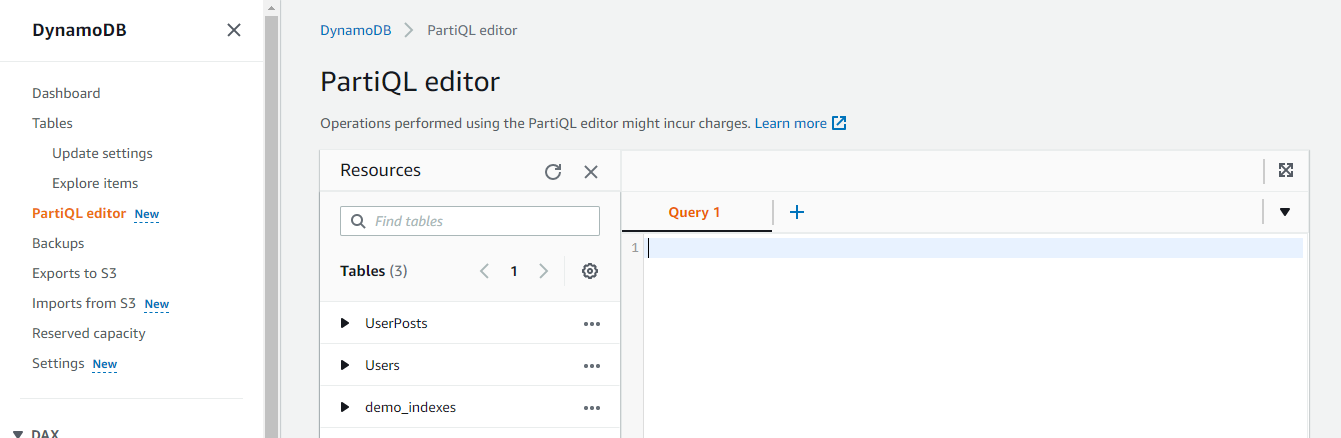 DynamoDB
Dashboard
Tables
Update settings
Explore items
PartiQL editor New
Backups
Exports to S3
Imports from S3 New
Reserved capacity
Settings New
DAX
DynamoDB > PartiQL editor
PartiQL editor
Operations performed using the PartiQL editor might incur charges. Learn more
Resources
Find tables
Tables (3)
1
UserPosts
Users
demo_indexes
Query 1
1